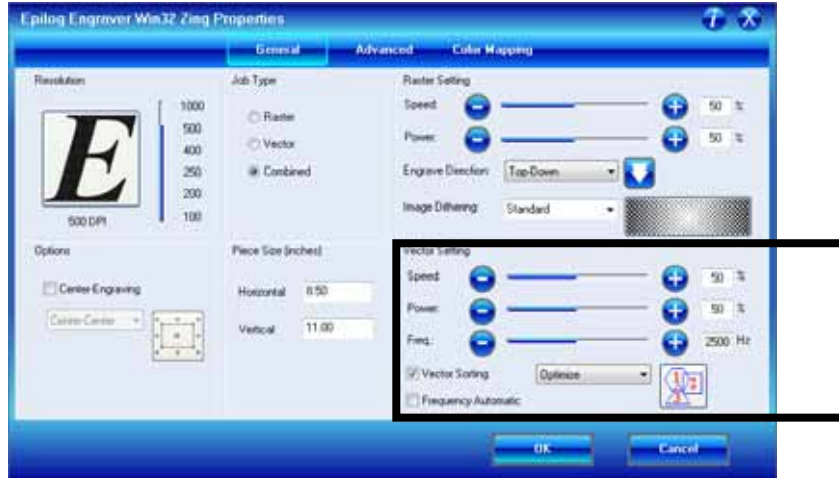 Epilog Engraver Win32 Zing Properties
General Advanced Color Mapping
Resolution
1000
500
400
250
200
100
E
500 DPI
Job Type
Raster
Vector
Combined
Raster Setting
Speed: 50 %
Power: 50 %
Engrave Direction: Top-Down
Image Dithering: Standard
Options
Center-Engraving
Center-Center
Piece Size (inches)
Horizontal 8.50
Vertical 11.00
Vector Setting
Speed: 50 %
Power: 50 %
Freq.: 2500 Hz
Vector Sorting Optimize
Frequency Automatic
OK Cancel